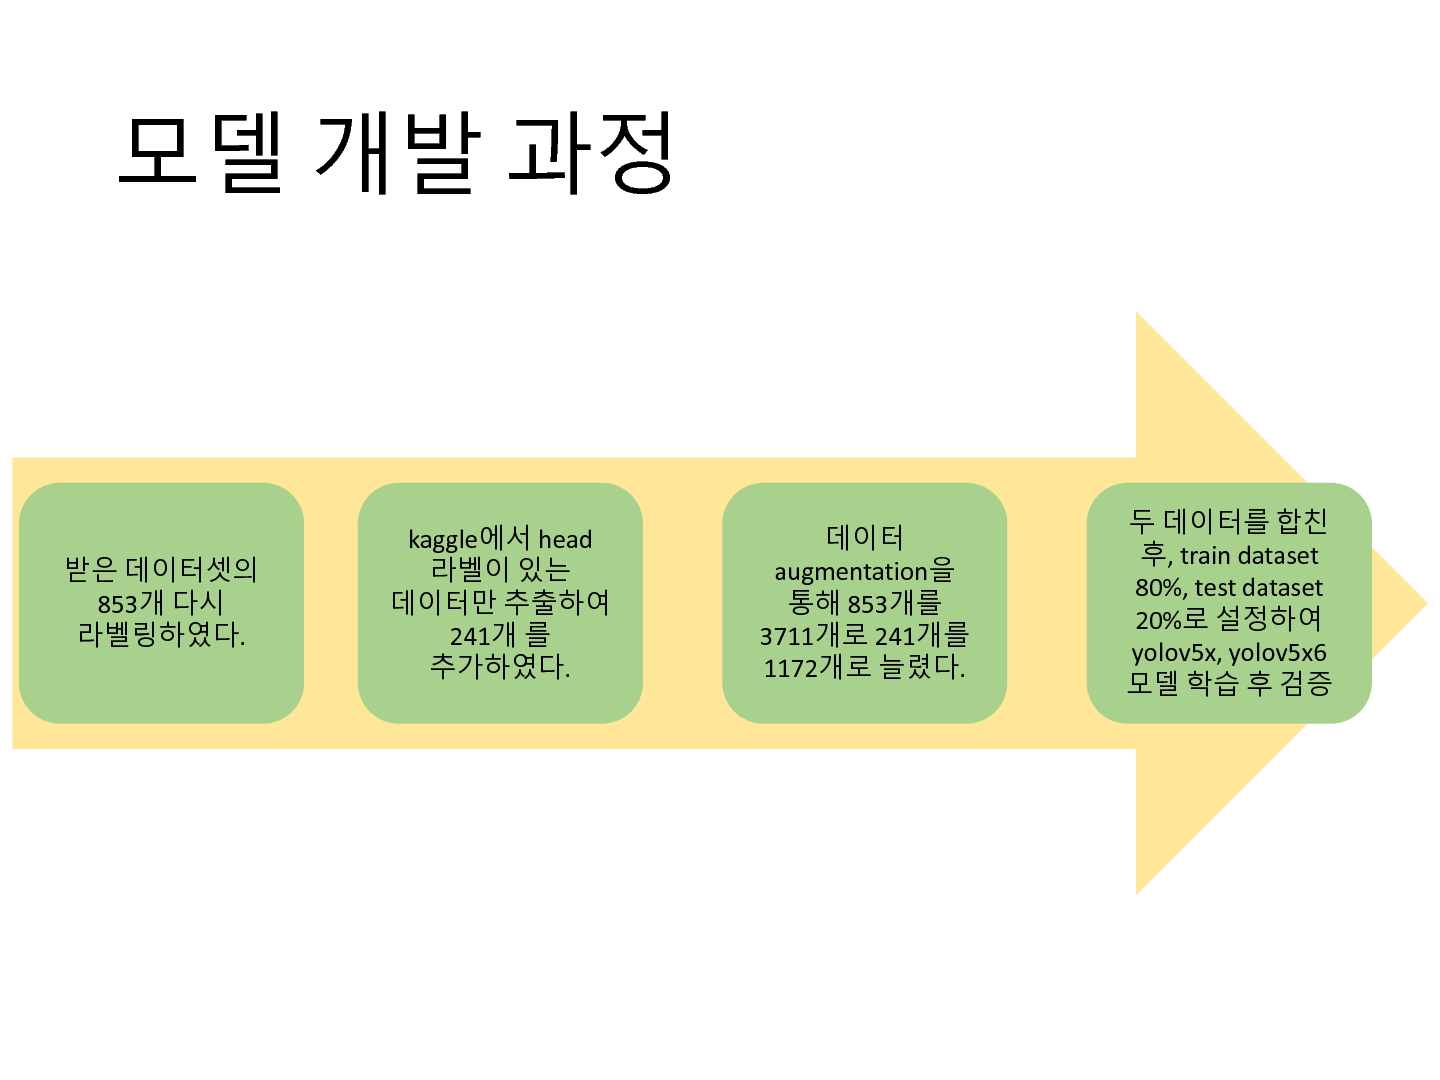 모델 개발 과정
받은 데이터셋의
853개 다시
라벨링하였다.
kaggle에서 head
라벨이 있는
데이터만 추출하여
241개 를
추가하였다.
데이터
augmentation을
통해 853개를
3711개로 241개를
1172개로 늘렸다.
두 데이터를 합친
후, train dataset
80%, test dataset
20%로 설정하여
yolov5x, yolov5x6
모델 학습 후 검증